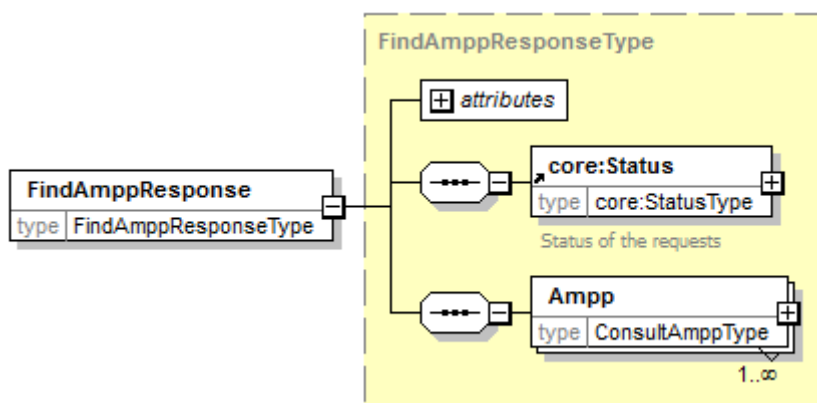 FindAmppResponseType
attributes
FindAmppResponse
type FindAmppResponseType
core:Status
type core:StatusType
Status of the requests
Ampp
type ConsultAmppType
1..∞